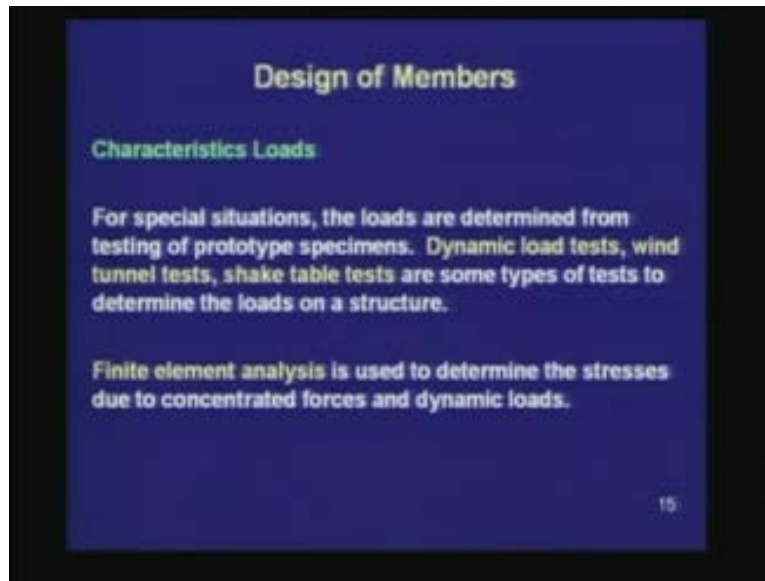 Design of Members
Characteristics Loads
For special situations, the loads are determined from
testing of prototype specimens. Dynamic load tests, wind
tunnel tests, shake table tests are some types of tests to
determine the loads on a structure.
Finite element analysis is used to determine the stresses
due to concentrated forces and dynamic loads.
15